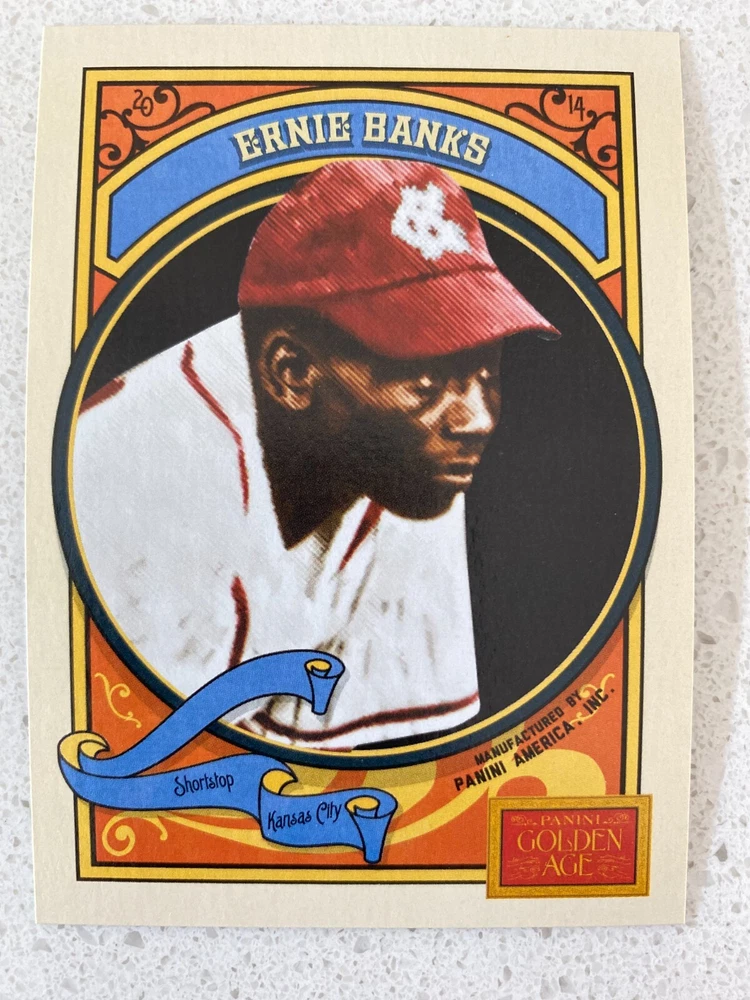 20 14
ERNIE BANKS
MANUFACTURED BY
PANINI AMERICA, INC.
Shortstop
Kansas City
PANINI
GOLDEN
AGE